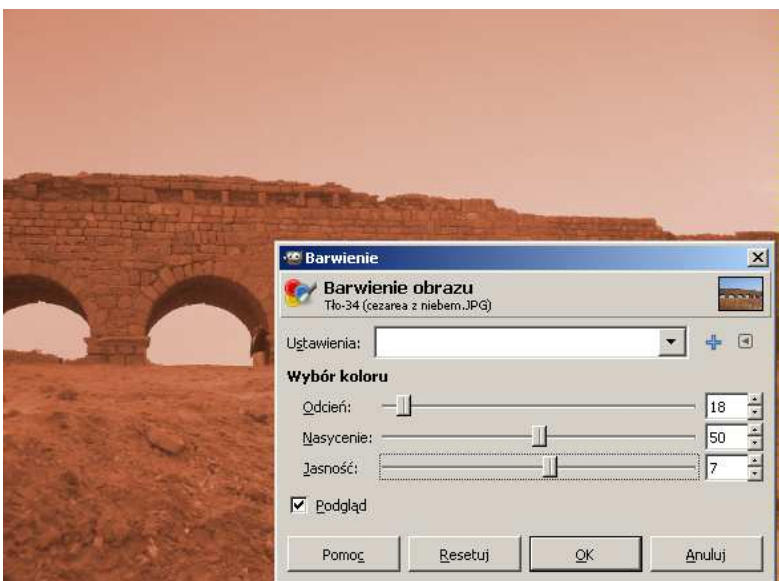 Barwienie
Barwienie obrazu
Tło-34 (cezarea z niebem.JPG)
Ustawienia:
Wybór koloru
Odcień: 18
Nasycenie: 50
Jasność: 7
Podgląd
Pomoc Resetuj OK Anuluj